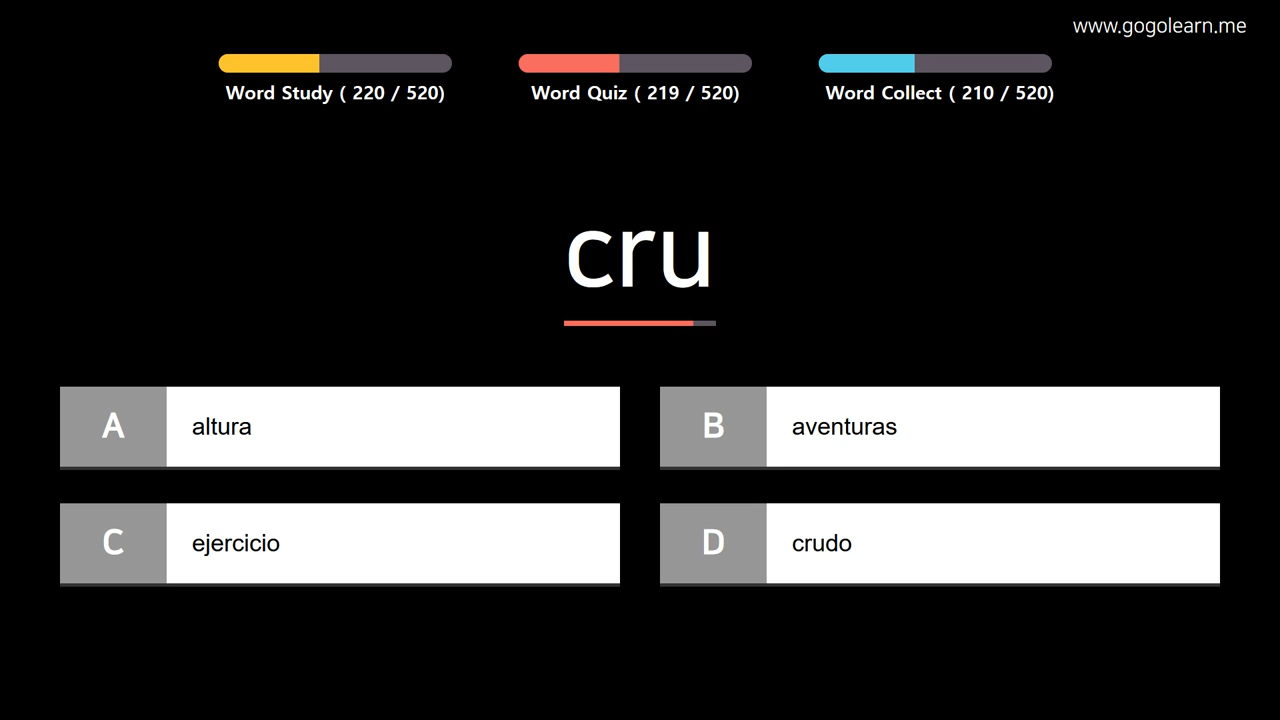 www.gogolearn.me
Word Study ( 220 / 520)
Word Quiz ( 219 / 520)
Word Collect ( 210 / 520)
cru
A altura
B aventuras
C ejercicio
D crudo